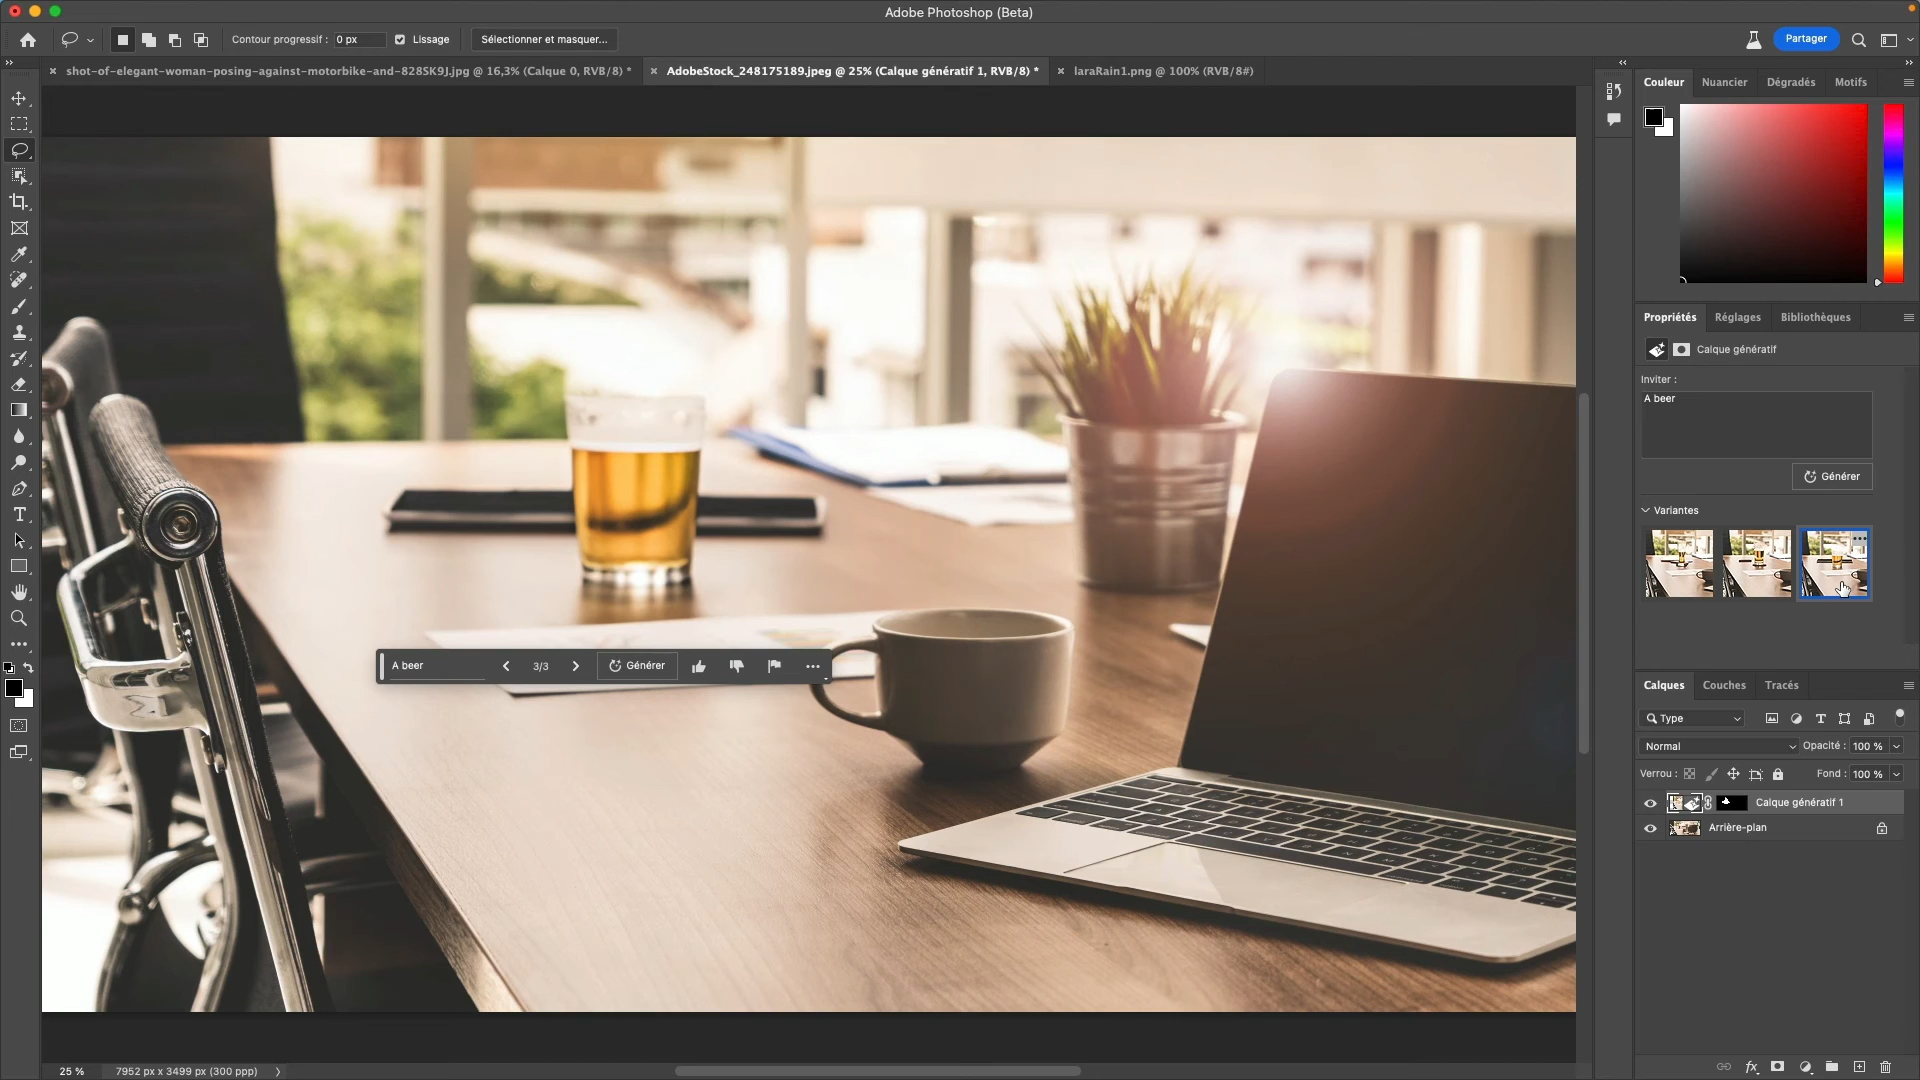 Adobe Photoshop (Beta)
Contour progressif : 0 px Lissage Sélectionner et masquer... Partager
shot-of-elegant-woman-posing-against-motorbike-and-828SK9J.jpg @ 16,3% (Calque 0, RVB/8) * AdobeStock_248175189.jpeg @ 25% (Calque génératif 1, RVB/8) * laraRain1.png @ 100% (RVB/8#)
Couleur Nuancier Dégradés Motifs
Propriétés Réglages Bibliothèques
Calque génératif
Inviter :
A beer
Générer
Variantes
A beer 3/3 Générer
Calques Couches Tracés
Type
Normal Opacité : 100 %
Verrou : Fond : 100 %
Calque génératif 1
Arrière-plan
25 % 7952 px x 3499 px (300 ppp)